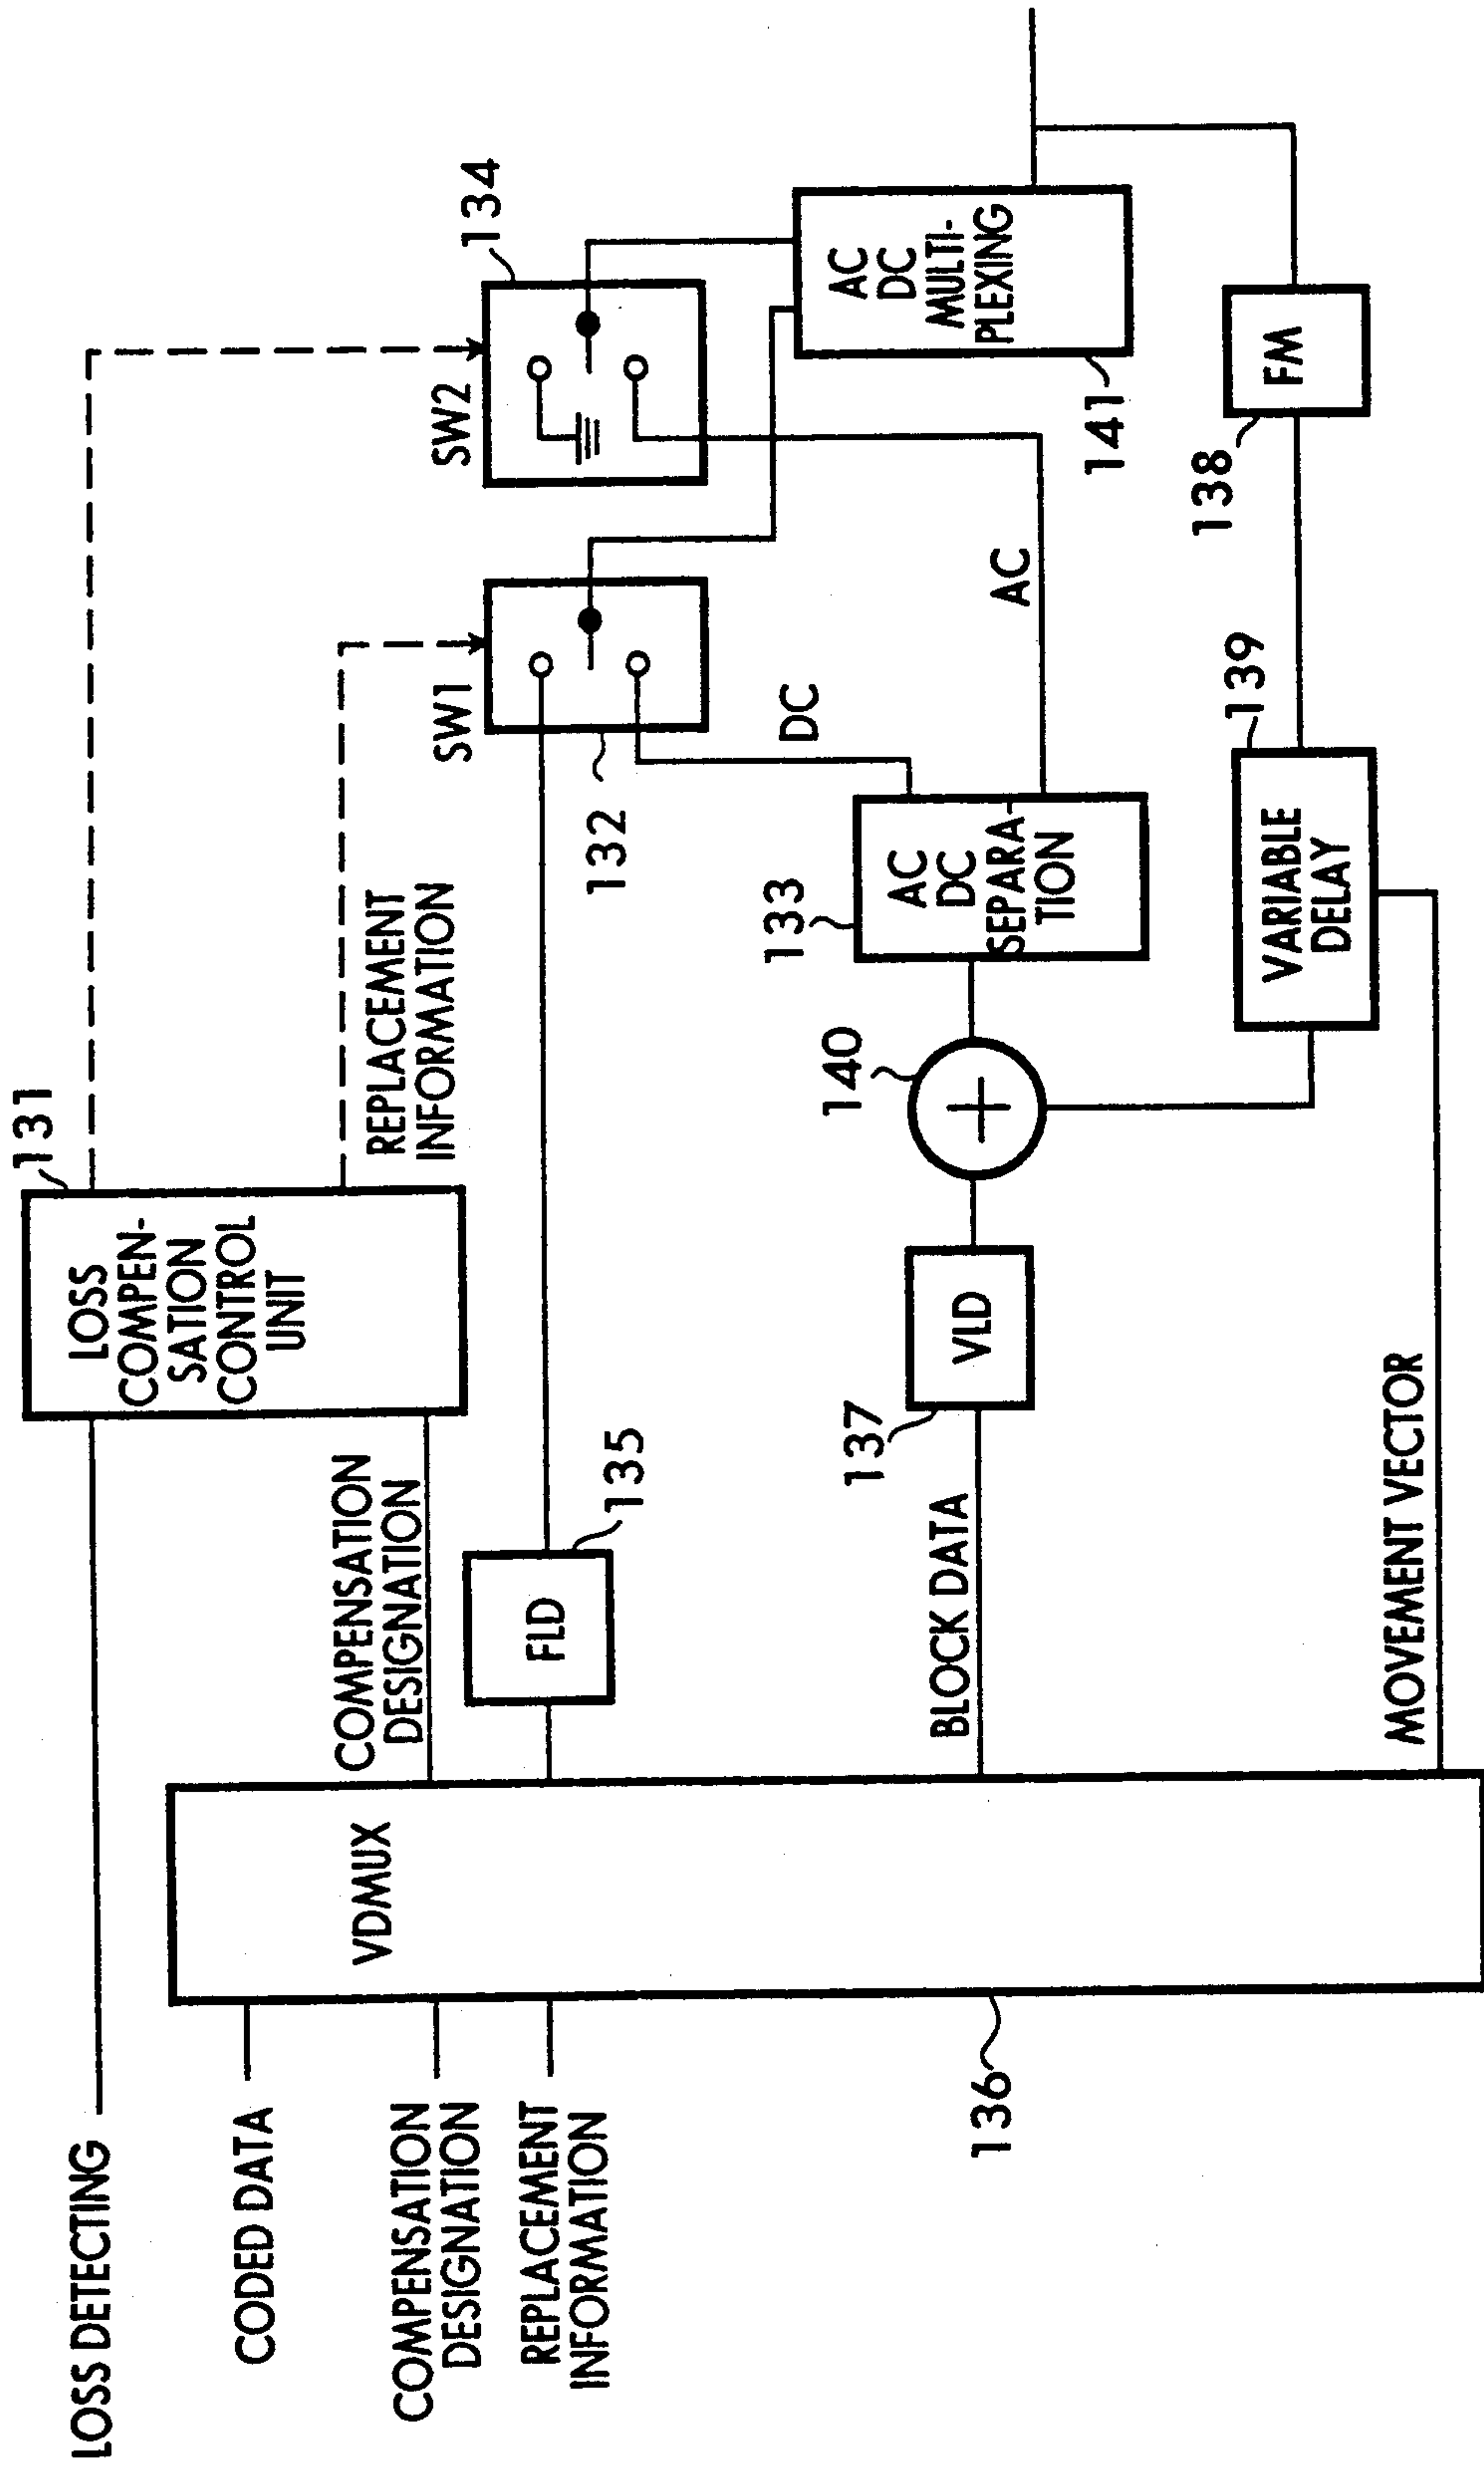 LOSS DETECTING
CODED DATA
COMPENSATION
DESIGNATION
REPLACEMENT
INFORMATION
VDMUX
136
COMPENSATION
DESIGNATION
FLD
135
BLOCK DATA
MOVEMENT VECTOR
131
LOSS
COMPEN-
SATION
CONTROL
UNIT
REPLACEMENT
INFORMATION
VLD
137
140
133
AC
DC
SEPARA-
TION
VARIABLE
DELAY
139
SW1
132
DC
AC
SW2
134
AC
DC
MULTI-
PLEXING
141
FM
138